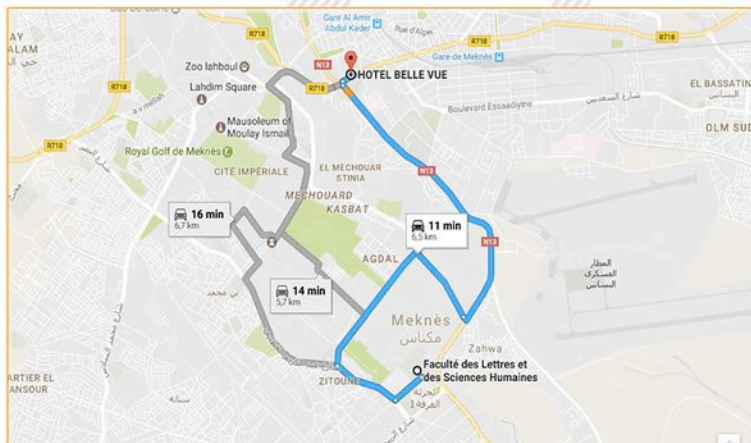 Gare Al Amir
Abdul Kader
Rue d'Alger
R718
N13
Gare de Meknès
R718
Zoo lahboul
HOTEL BELLE VUE
R718
EL BASSATIN
البساتين
Lahdim Square
Boulevard Essaadiyine
شارع السعديين
OLM SUD
Mausoleum of
Moulay Ismail
R718
Royal Golf de Meknès
EL MECHOUAR
STINIA
CITÉ IMPÉRIALE
N13
MECHOUARD
KASBAT
16 min
6,7 km
11 min
6,5 km
N13
AGDAL
المطار
العسكري
البساتين
14 min
5,7 km
Meknès
مكناس
Zahwa
Faculté des Lettres et
des Sciences Humaines
ZITOUNE
ARTIER EL
ANSOUR